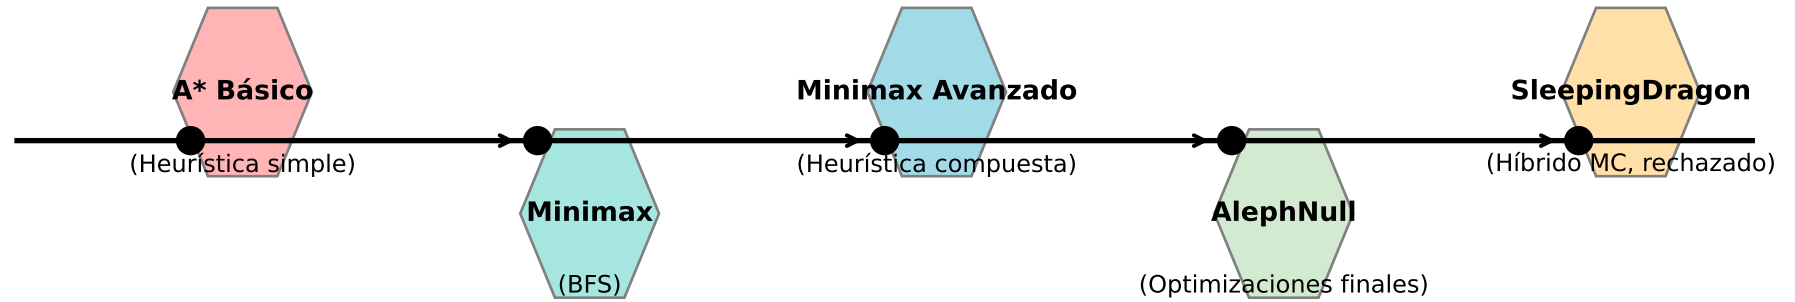 A* Básico
(Heurística simple)
Minimax
(BFS)
Minimax Avanzado
(Heurística compuesta)
AlephNull
(Optimizaciones finales)
SleepingDragon
(Híbrido MC, rechazado)